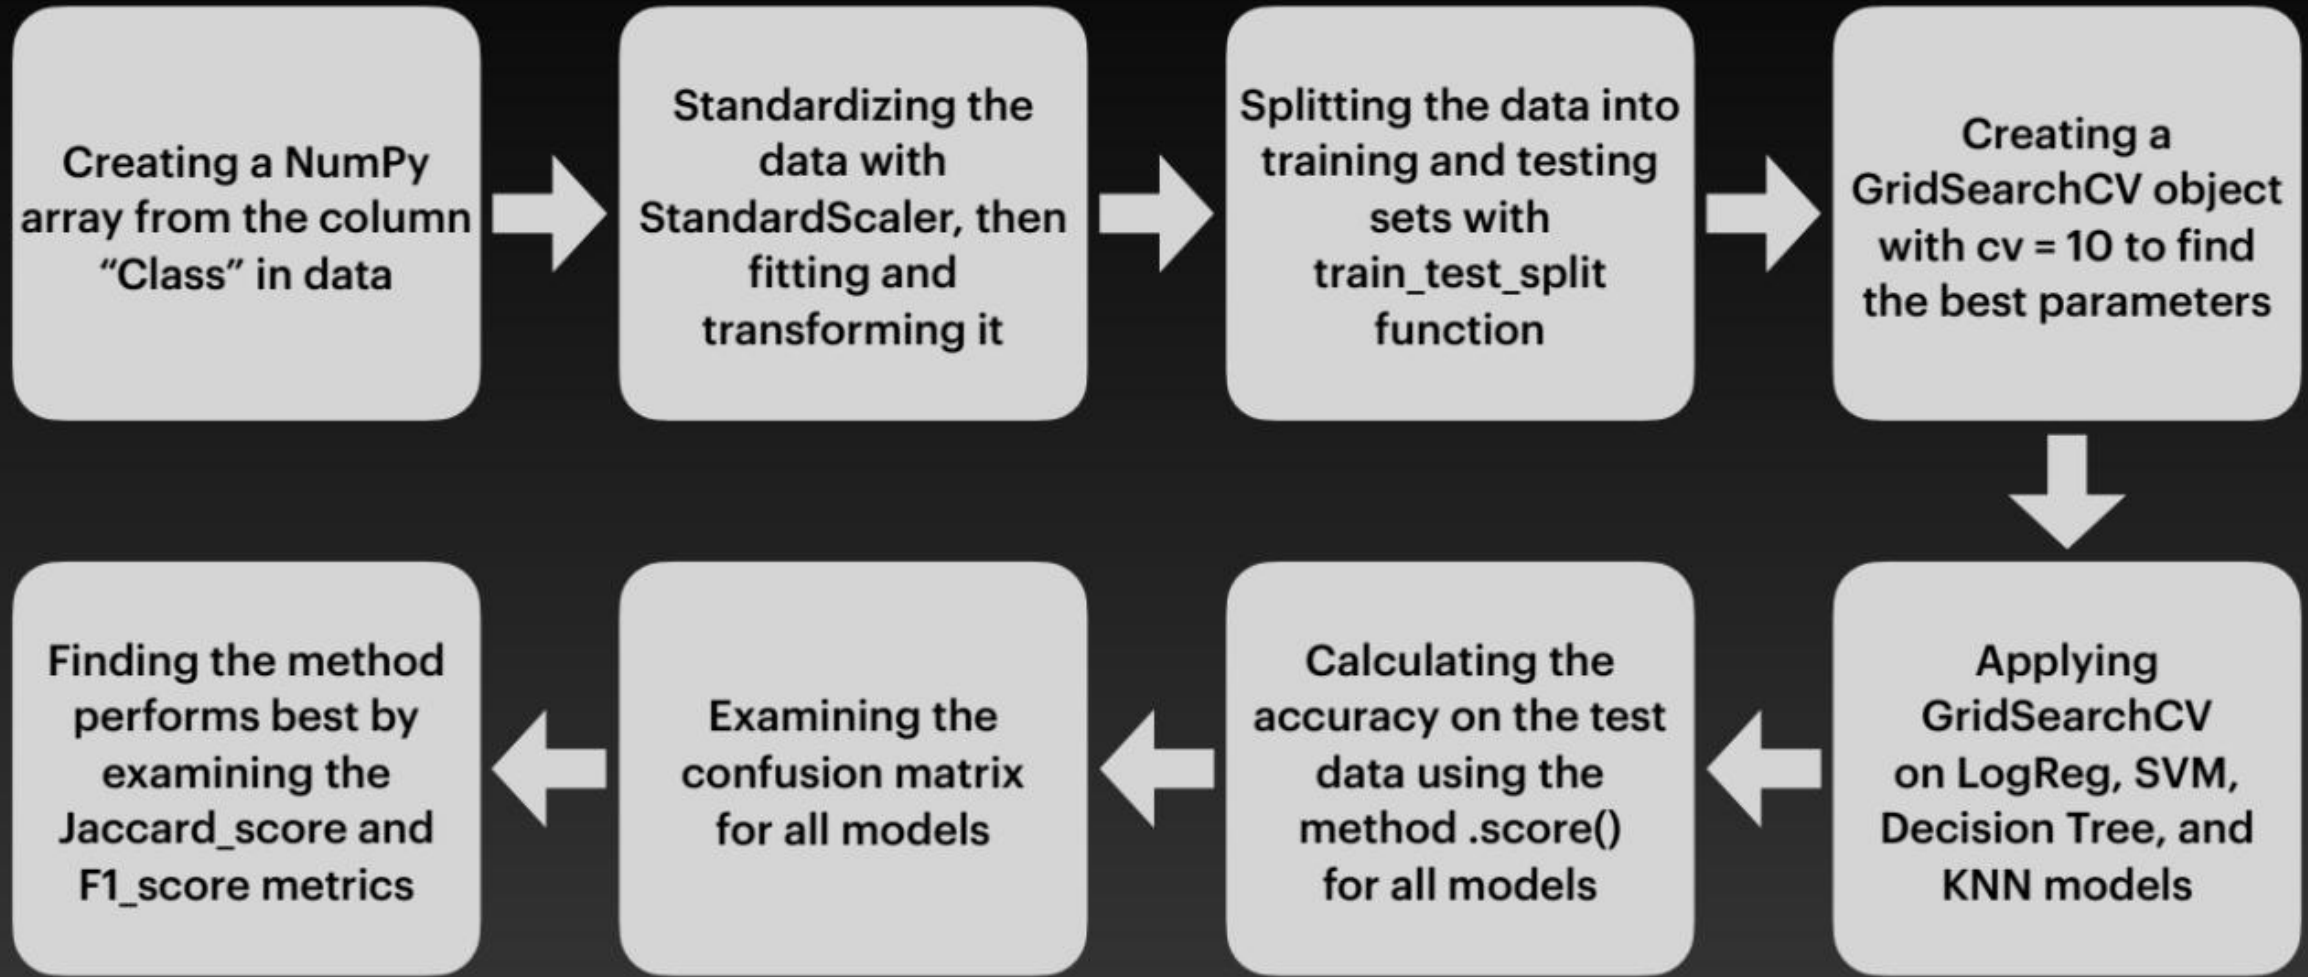 Creating a NumPy
array from the column
“Class” in data
Standardizing the
data with
StandardScaler, then
fitting and
transforming it
Splitting the data into
training and testing
sets with
train_test_split
function
Creating a
GridSearchCV object
with cv = 10 to find
the best parameters
Applying
GridSearchCV
on LogReg, SVM,
Decision Tree, and
KNN models
Calculating the
accuracy on the test
data using the
method .score()
for all models
Examining the
confusion matrix
for all models
Finding the method
performs best by
examining the
Jaccard_score and
F1_score metrics